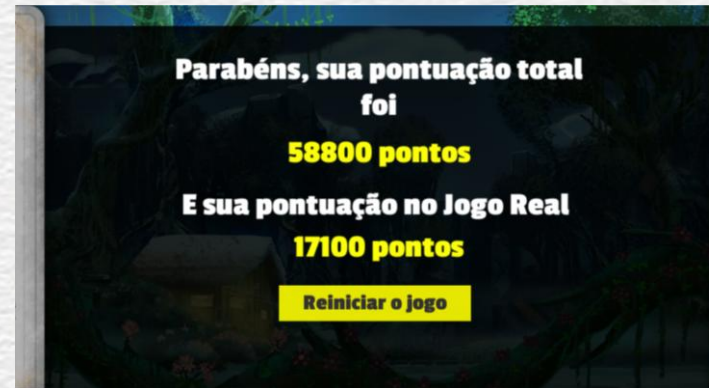 Parabéns, sua pontuação total
foi
58800 pontos
E sua pontuação no Jogo Real
17100 pontos
Reiniciar o jogo